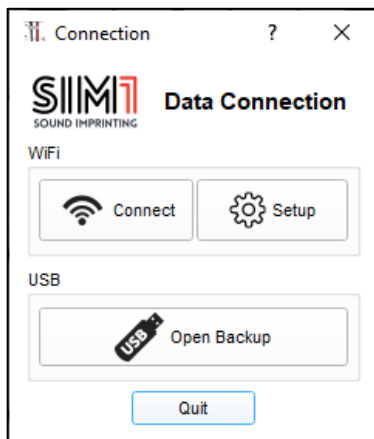 Connection ? X
SIM1 Data Connection
SOUND IMPRINTING
WiFi
Connect Setup
USB
USB Open Backup
Quit